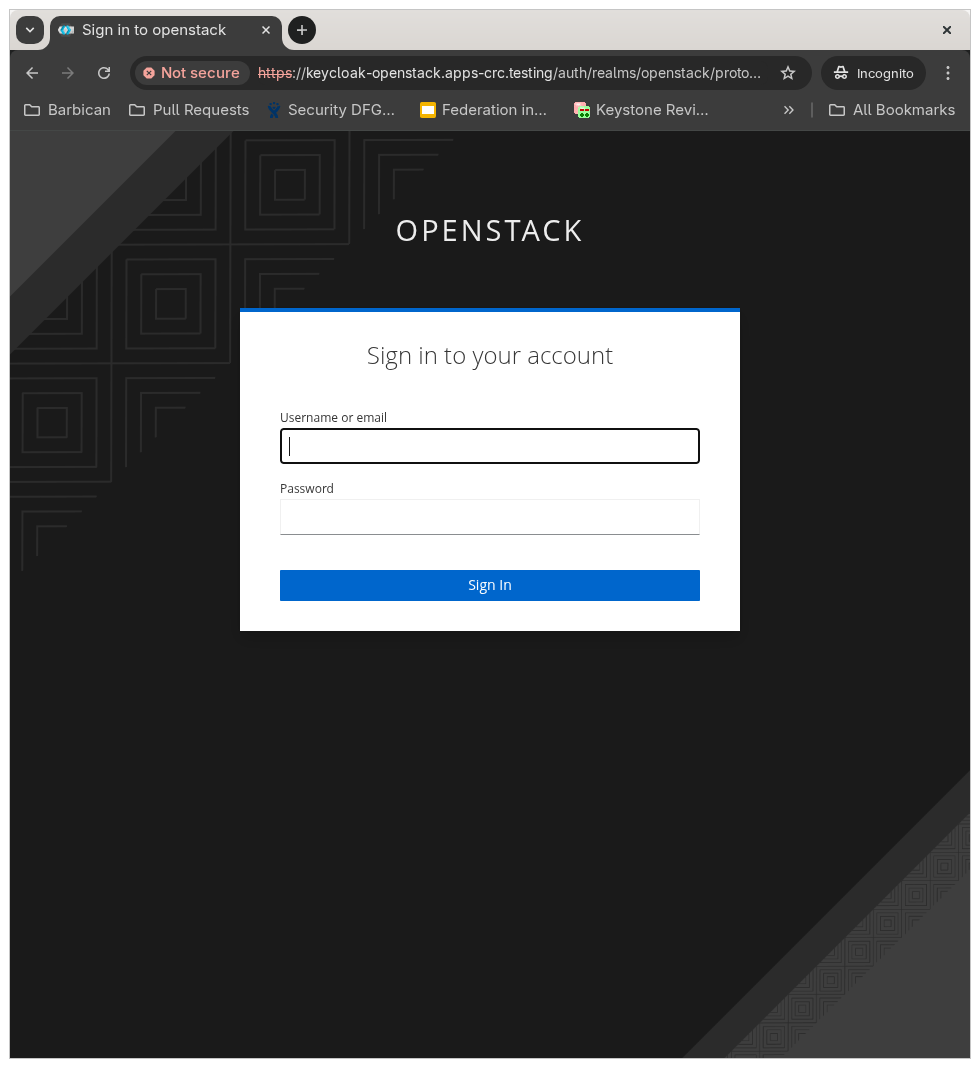 Sign in to openstack
Not secure https://keycloak-openstack.apps-crc.testing/auth/realms/openstack/proto... Incognito
Barbican Pull Requests Security DFG... Federation in... Keystone Revi... » All Bookmarks
OPENSTACK
Sign in to your account
Username or email
Password
Sign In